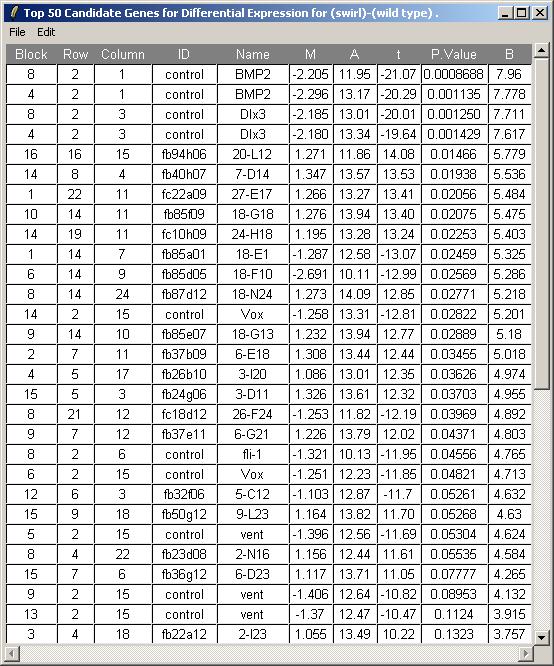 Top 50 Candidate Genes for Differential Expression for (swirl)-(wild type) .
File Edit
Block Row Column ID Name M A t P.Value B
8 2 1 control BMP2 -2.205 11.95 -21.07 0.0008688 7.96
4 2 1 control BMP2 -2.296 13.17 -20.29 0.001135 7.778
8 2 3 control Dlx3 -2.185 13.01 -20.01 0.001250 7.711
4 2 3 control Dlx3 -2.180 13.34 -19.64 0.001429 7.617
16 16 15 fb94h06 20-L12 1.271 11.86 14.08 0.01466 5.779
14 8 4 fb40h07 7-D14 1.347 13.57 13.53 0.01938 5.536
1 22 11 fc22a09 27-E17 1.266 13.27 13.41 0.02056 5.484
10 14 11 fb85f09 18-G18 1.276 13.94 13.40 0.02075 5.475
14 19 11 fc10h09 24-H18 1.195 13.28 13.24 0.02253 5.403
1 14 7 fb85a01 18-E1 -1.287 12.58 -13.07 0.02459 5.325
6 14 9 fb85d05 18-F10 -2.691 10.11 -12.99 0.02569 5.286
8 14 24 fb87d12 18-N24 1.273 14.09 12.85 0.02771 5.218
14 2 15 control Vox -1.258 13.31 -12.81 0.02822 5.201
9 14 10 fb85e07 18-G13 1.232 13.94 12.77 0.02889 5.18
2 7 11 fb37b09 6-E18 1.308 13.44 12.44 0.03455 5.018
4 5 17 fb26b10 3-I20 1.086 13.01 12.35 0.03626 4.974
15 5 3 fb24g06 3-D11 1.326 13.61 12.32 0.03703 4.955
8 21 12 fc18d12 26-F24 -1.253 11.82 -12.19 0.03969 4.892
9 7 12 fb37e11 6-G21 1.226 13.79 12.02 0.04371 4.803
8 2 6 control fli-1 -1.321 10.13 -11.95 0.04556 4.765
6 2 15 control Vox -1.251 12.23 -11.85 0.04821 4.713
12 6 3 fb32f06 5-C12 -1.103 12.87 -11.7 0.05261 4.632
15 9 18 fb50g12 9-L23 1.164 13.82 11.70 0.05268 4.63
5 2 15 control vent -1.396 12.56 -11.69 0.05304 4.624
8 4 22 fb23d08 2-N16 1.156 12.44 11.61 0.05535 4.584
15 7 6 fb36g12 6-D23 1.117 13.71 11.05 0.07777 4.265
9 2 15 control vent -1.406 12.64 -10.82 0.08953 4.132
13 2 15 control vent -1.37 12.47 -10.47 0.1124 3.915
3 4 18 fb22a12 2-I23 1.055 13.49 10.22 0.1323 3.757